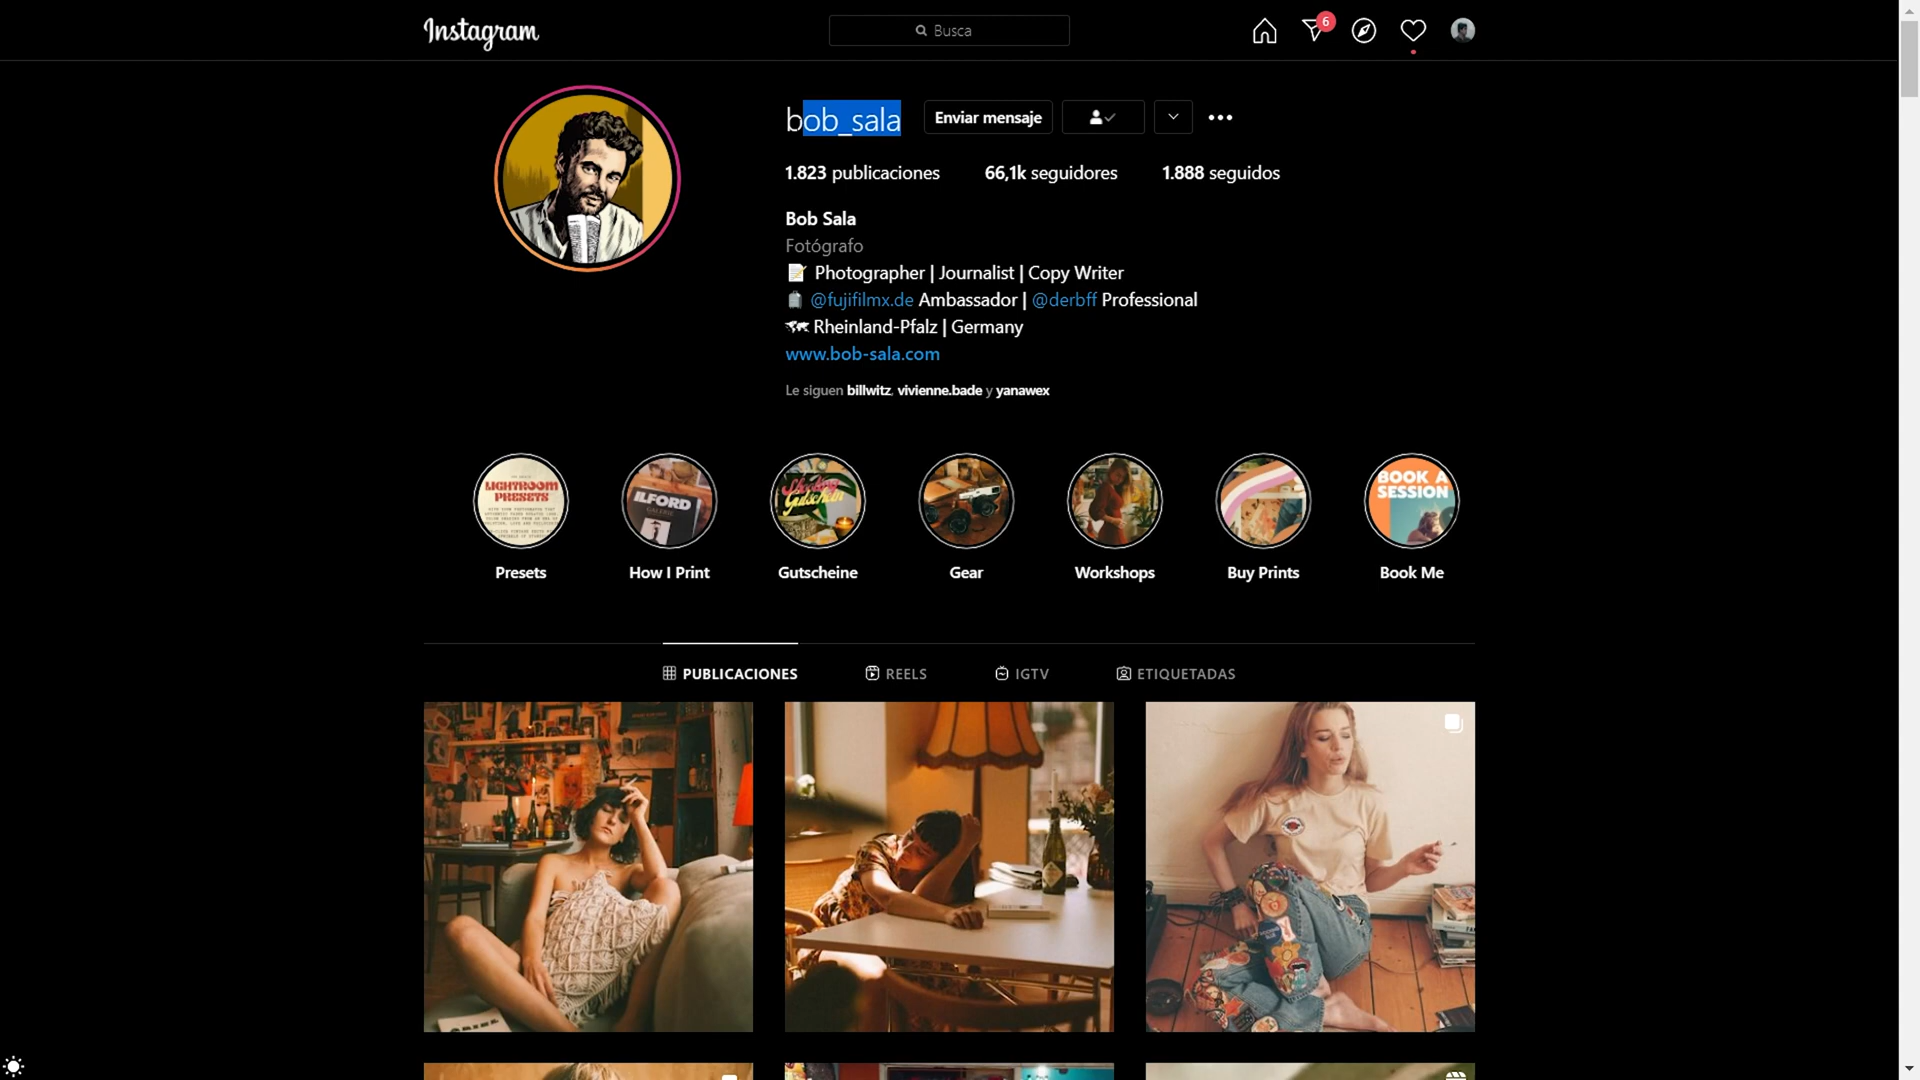 Instagram
Busca
6
bob_sala
Enviar mensaje
1.823 publicaciones
66,1k seguidores
1.888 seguidos
Bob Sala
Fotógrafo
📝 Photographer | Journalist | Copy Writer
@fujifilmx.de Ambassador | @derbff Professional
🗺 Rheinland-Pfalz | Germany
www.bob-sala.com
Le siguen billwitz, vivienne.bade y yanawex
LIGHTROOM
PRESETS
ILFORD
GALERIE
Shooting
Gutschein
BOOK A
SESSION
Presets
How I Print
Gutscheine
Gear
Workshops
Buy Prints
Book Me
PUBLICACIONES
REELS
IGTV
ETIQUETADAS